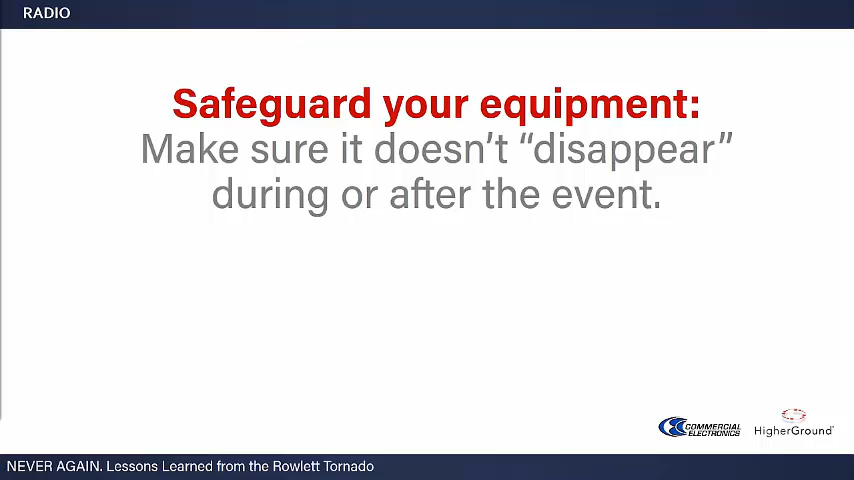 RADIO
Safeguard your equipment:
Make sure it doesn’t “disappear”
during or after the event.
COMMERCIAL
ELECTRONICS
HigherGround
NEVER AGAIN. Lessons Learned from the Rowlett Tornado